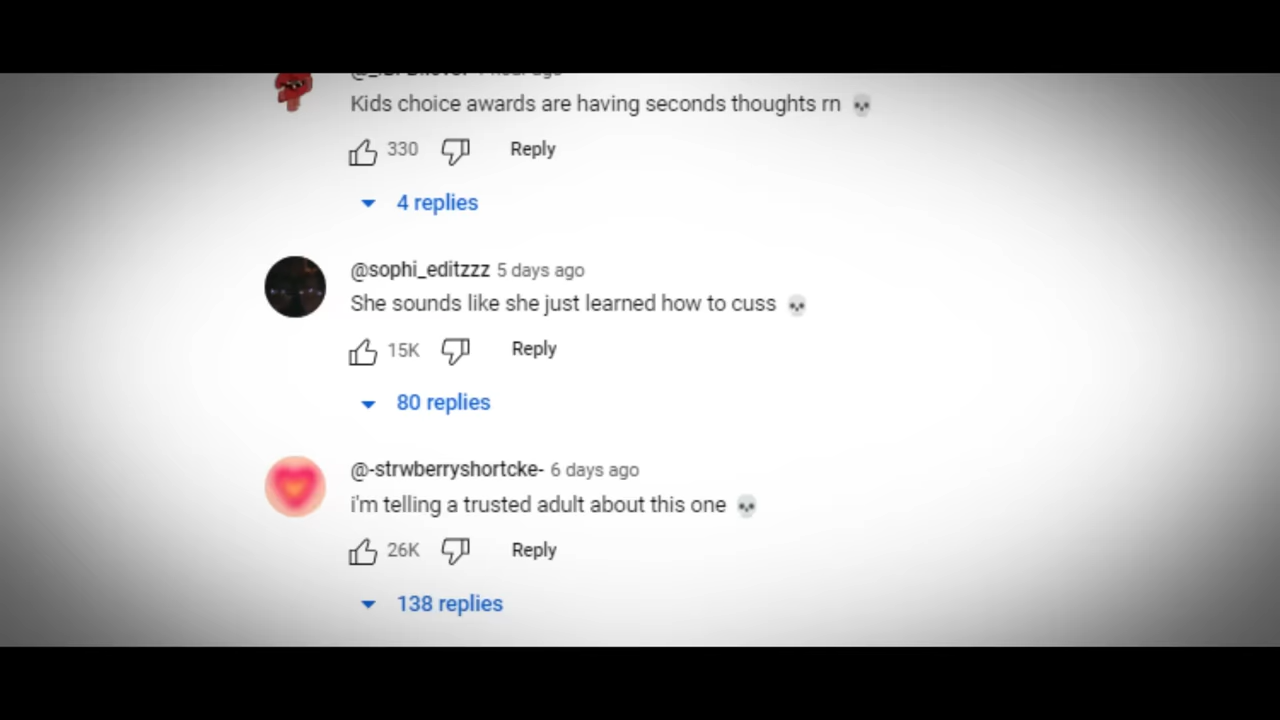 Kids choice awards are having seconds thoughts rn 💀
330 Reply
4 replies
@sophi_editzzz 5 days ago
She sounds like she just learned how to cuss 💀
15K Reply
80 replies
@-strwberryshortcke- 6 days ago
i'm telling a trusted adult about this one 💀
26K Reply
138 replies